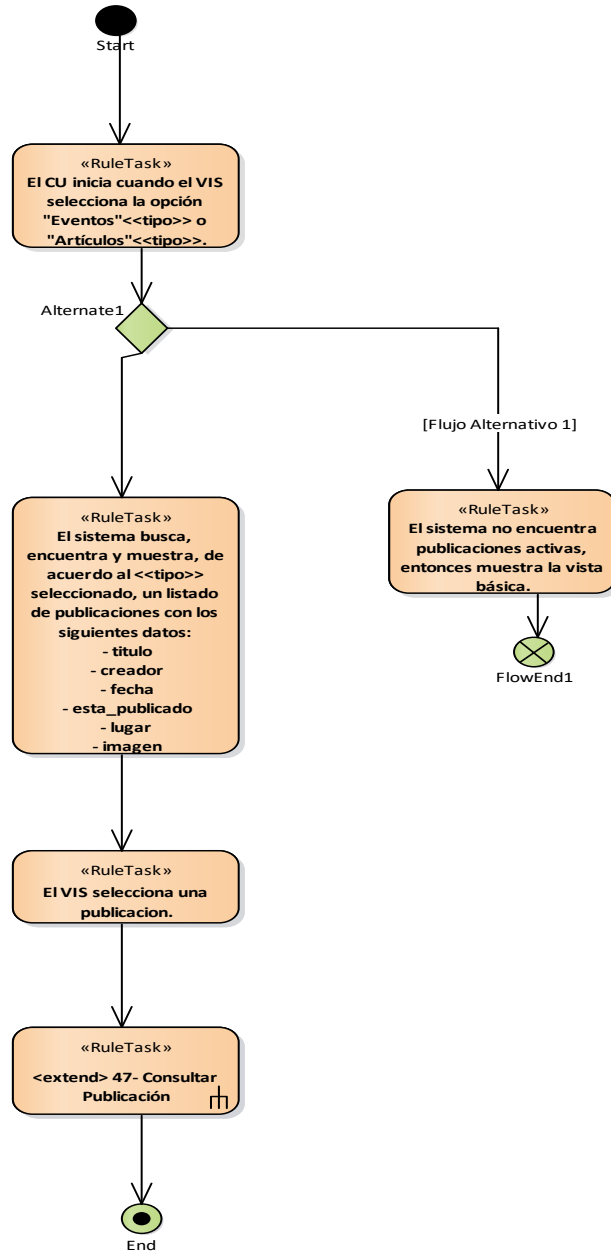 Start
«RuleTask»
El CU inicia cuando el VIS
selecciona la opción
"Eventos"<<tipo>> o
"Artículos"<<tipo>>.
Alternate1
[Flujo Alternativo 1]
«RuleTask»
El sistema busca,
encuentra y muestra, de
acuerdo al <<tipo>>
seleccionado, un listado
de publicaciones con los
siguientes datos:
- titulo
- creador
- fecha
- esta_publicado
- lugar
- imagen
«RuleTask»
El sistema no encuentra
publicaciones activas,
entonces muestra la vista
básica.
FlowEnd1
«RuleTask»
El VIS selecciona una
publicacion.
«RuleTask»
<extend> 47- Consultar
Publicación
End